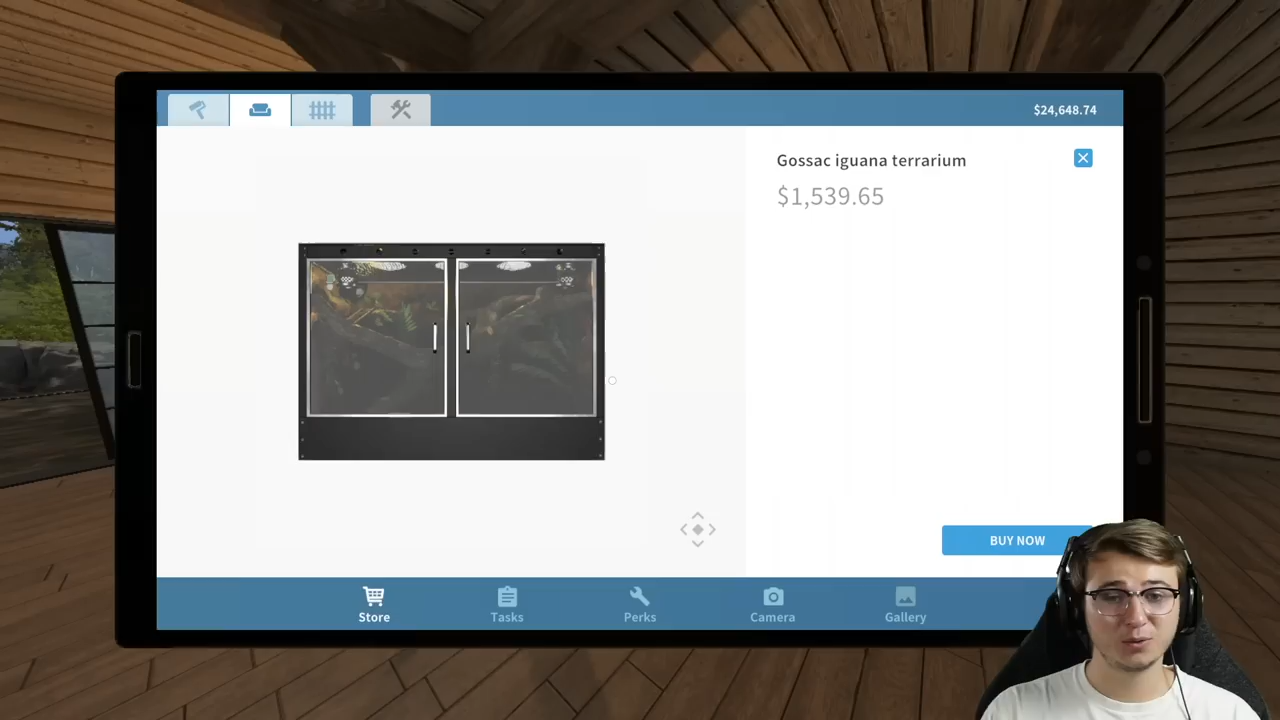 $24,648.74
Gossac iguana terrarium
$1,539.65
BUY NOW
Store
Tasks
Perks
Camera
Gallery